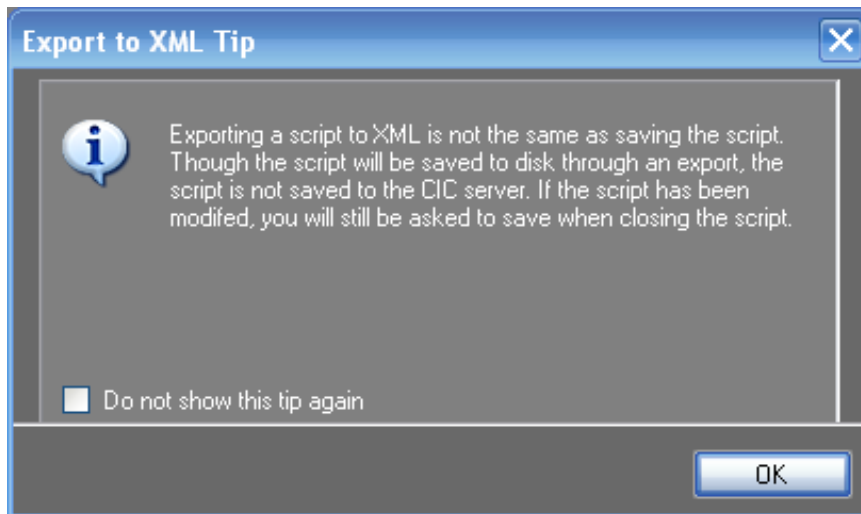 Export to XML Tip
Exporting a script to XML is not the same as saving the script.
Though the script will be saved to disk through an export, the
script is not saved to the CIC server. If the script has been
modifed, you will still be asked to save when closing the script.
Do not show this tip again
OK